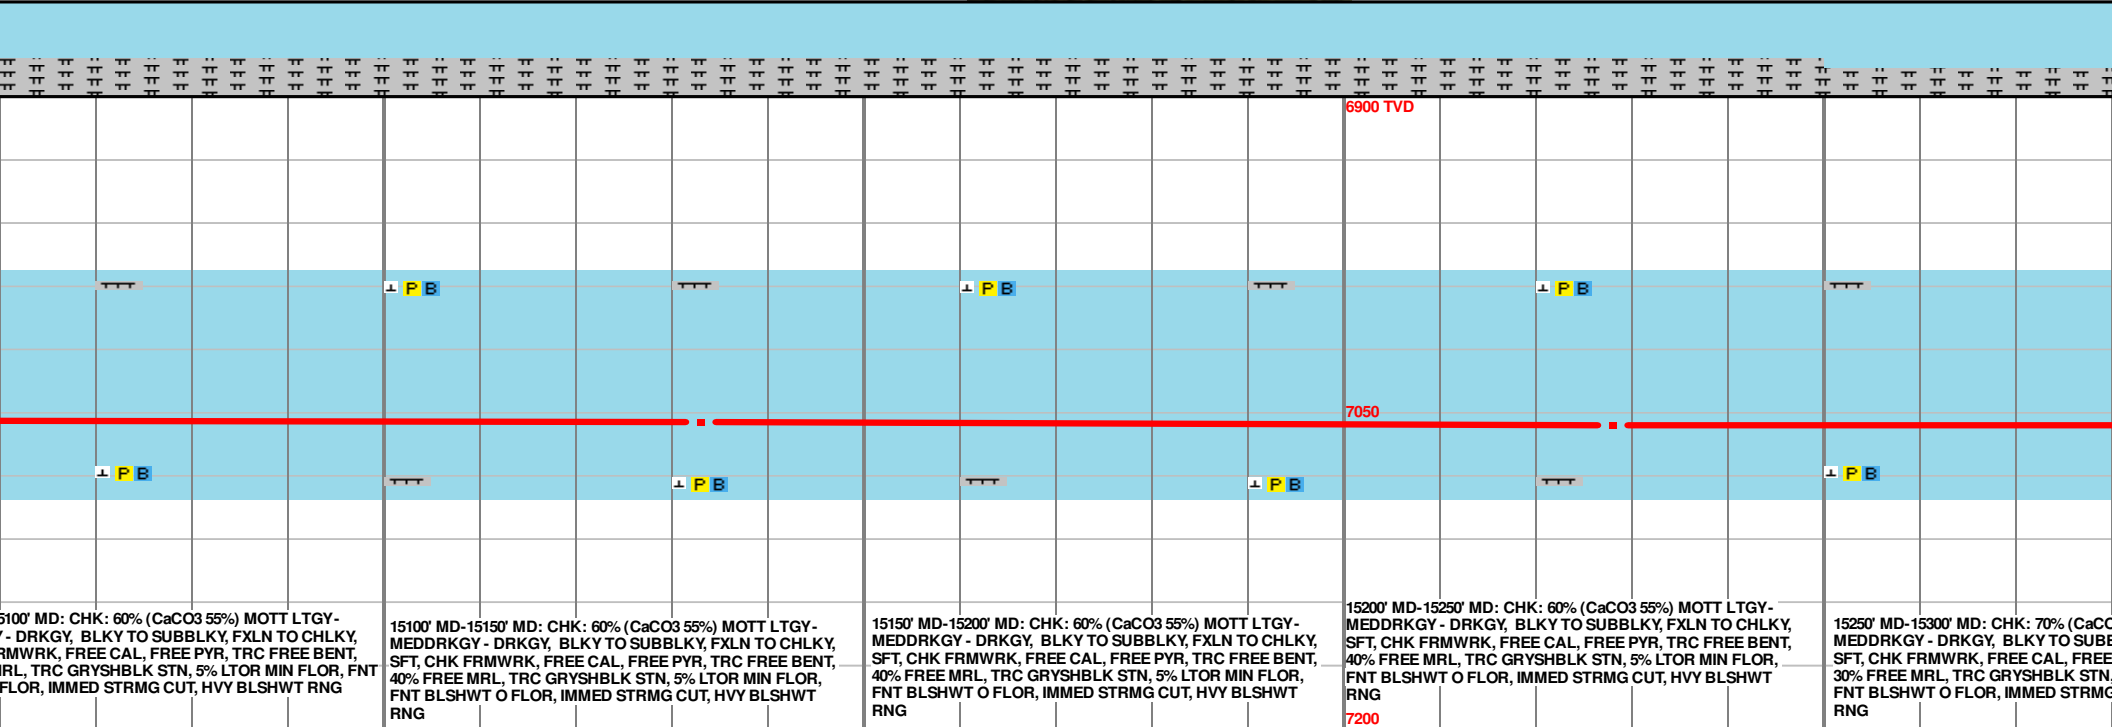 6900 TVD
P B
P B
P B
7050
P B
P B
P B
P B
5100' MD: CHK: 60% (CaCO3 55%) MOTT LTGY-
- DRKGY, BLKY TO SUBBLKY, FXLN TO CHLKY,
RMWRK, FREE CAL, FREE PYR, TRC FREE BENT,
RL, TRC GRYSHBLK STN, 5% LTOR MIN FLOR, FNT
FLOR, IMMED STRMG CUT, HVY BLSHWT RNG
15100' MD-15150' MD: CHK: 60% (CaCO3 55%) MOTT LTGY-
MEDDRKGY - DRKGY, BLKY TO SUBBLKY, FXLN TO CHLKY,
SFT, CHK FRMWRK, FREE CAL, FREE PYR, TRC FREE BENT,
40% FREE MRL, TRC GRYSHBLK STN, 5% LTOR MIN FLOR,
FNT BLSHWT O FLOR, IMMED STRMG CUT, HVY BLSHWT
RNG
15150' MD-15200' MD: CHK: 60% (CaCO3 55%) MOTT LTGY-
MEDDRKGY - DRKGY, BLKY TO SUBBLKY, FXLN TO CHLKY,
SFT, CHK FRMWRK, FREE CAL, FREE PYR, TRC FREE BENT,
40% FREE MRL, TRC GRYSHBLK STN, 5% LTOR MIN FLOR,
FNT BLSHWT O FLOR, IMMED STRMG CUT, HVY BLSHWT
RNG
15200' MD-15250' MD: CHK: 60% (CaCO3 55%) MOTT LTGY-
MEDDRKGY - DRKGY, BLKY TO SUBBLKY, FXLN TO CHLKY,
SFT, CHK FRMWRK, FREE CAL, FREE PYR, TRC FREE BENT,
40% FREE MRL, TRC GRYSHBLK STN, 5% LTOR MIN FLOR,
FNT BLSHWT O FLOR, IMMED STRMG CUT, HVY BLSHWT
RNG
7200
15250' MD-15300' MD: CHK: 70% (CaCO
MEDDRKGY - DRKGY, BLKY TO SUBB
SFT, CHK FRMWRK, FREE CAL, FREE
30% FREE MRL, TRC GRYSHBLK STN,
FNT BLSHWT O FLOR, IMMED STRMG
RNG